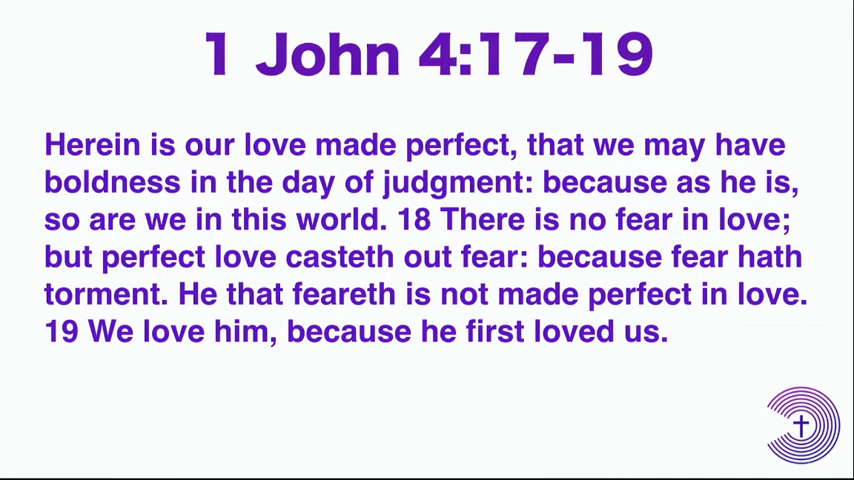 1 John 4:17-19
Herein is our love made perfect, that we may have
boldness in the day of judgment: because as he is,
so are we in this world. 18 There is no fear in love;
but perfect love casteth out fear: because fear hath
torment. He that feareth is not made perfect in love.
19 We love him, because he first loved us.